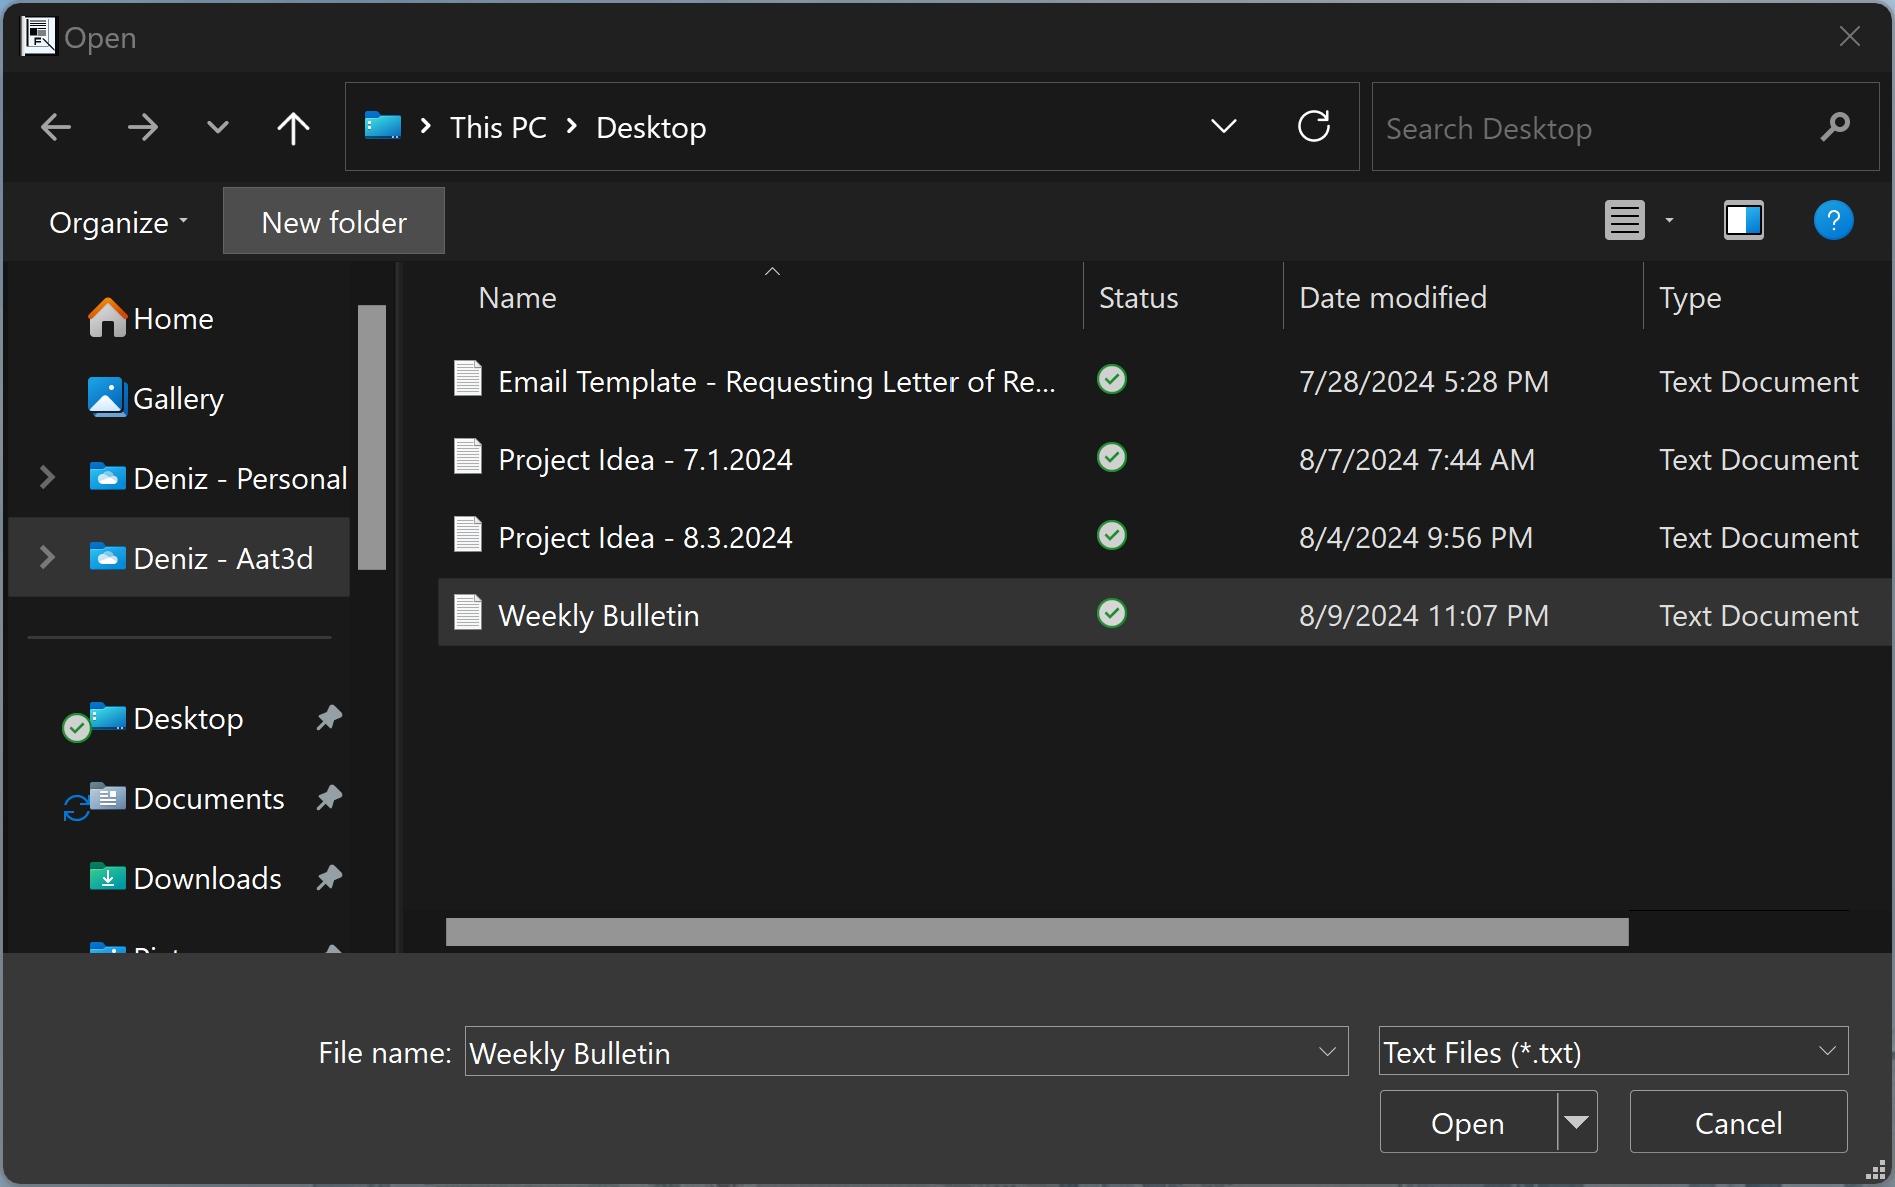 Open
This PC > Desktop
Search Desktop
Organize
New folder
?
Home
Gallery
Deniz - Personal
Deniz - Aat3d
Desktop
Documents
Downloads
Name Status Date modified Type
Email Template - Requesting Letter of Re... 7/28/2024 5:28 PM Text Document
Project Idea - 7.1.2024 8/7/2024 7:44 AM Text Document
Project Idea - 8.3.2024 8/4/2024 9:56 PM Text Document
Weekly Bulletin 8/9/2024 11:07 PM Text Document
File name: Weekly Bulletin Text Files (*.txt)
Open Cancel